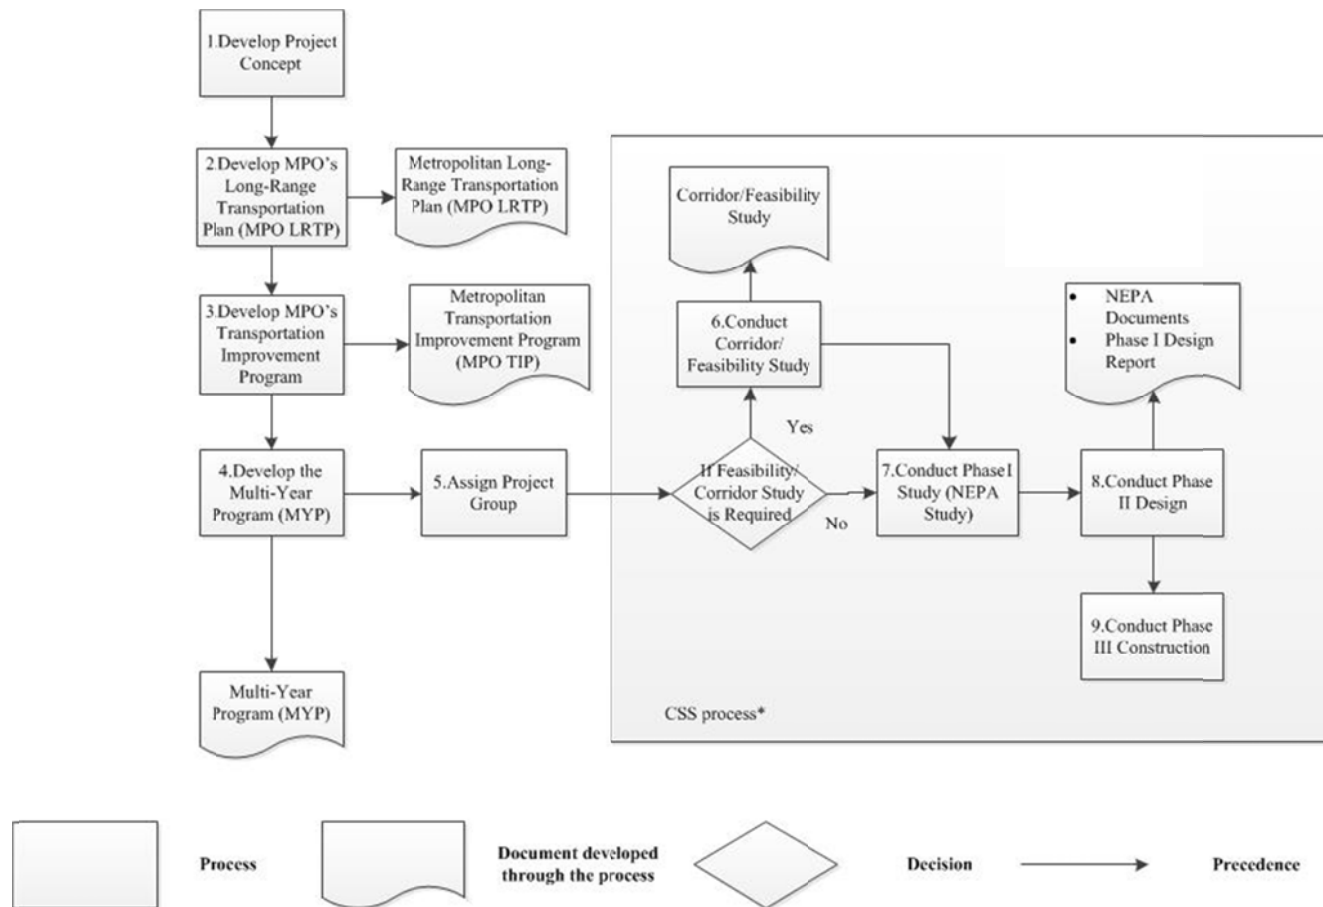 1.Develop Project
Concept
2.Develop MPO's
Long-Range
Transportation
Plan (MPO LRTP)
Metropolitan Long-
Range Transportation
Plan (MPO LRTP)
3.Develop MPO's
Transportation
Improvement
Program
Metropolitan
Transportation
Improvement Program
(MPO TIP)
4.Develop the
Multi-Year
Program (MYP)
5.Assign Project
Group
Multi-Year
Program (MYP)
Corridor/Feasibility
Study
6.Conduct
Corridor/
Feasibility Study
Yes
If Feasibility/
Corridor Study
is Required
No
7.Conduct Phase I
Study (NEPA
Study)
• NEPA
Documents
• Phase I Design
Report
8.Conduct Phase
II Design
9.Conduct Phase
III Construction
CSS process*
Process
Document developed
through the process
Decision
Precedence